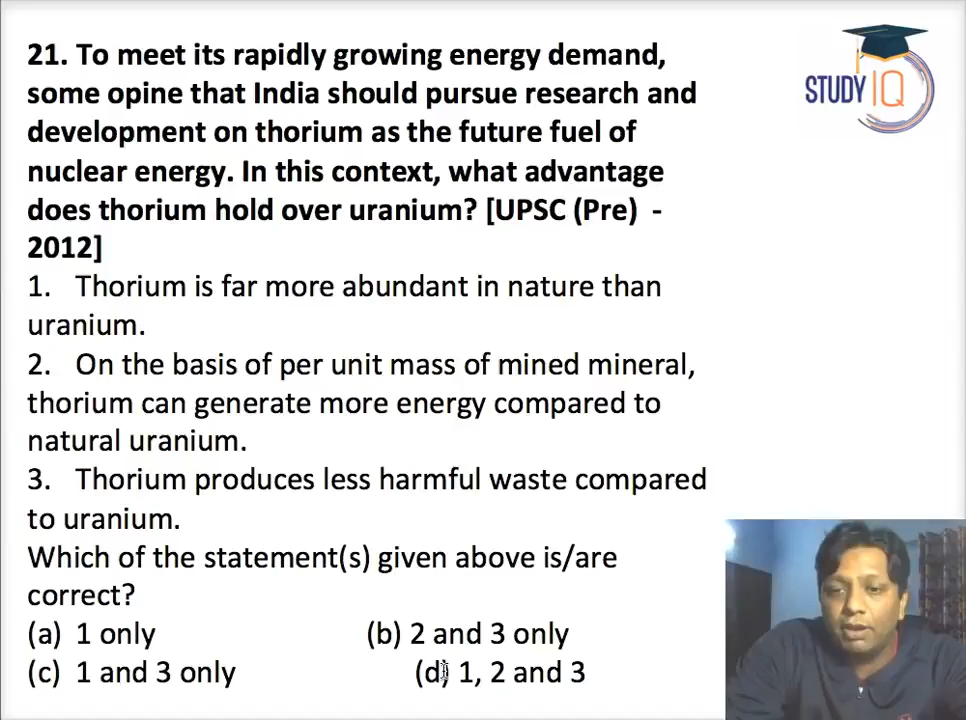 21. To meet its rapidly growing energy demand,
some opine that India should pursue research and
development on thorium as the future fuel of
nuclear energy. In this context, what advantage
does thorium hold over uranium? [UPSC (Pre) -
2012]
1. Thorium is far more abundant in nature than
uranium.
2. On the basis of per unit mass of mined mineral,
thorium can generate more energy compared to
natural uranium.
3. Thorium produces less harmful waste compared
to uranium.
Which of the statement(s) given above is/are
correct?
(a) 1 only (b) 2 and 3 only
(c) 1 and 3 only (d) 1, 2 and 3
STUDY IQ